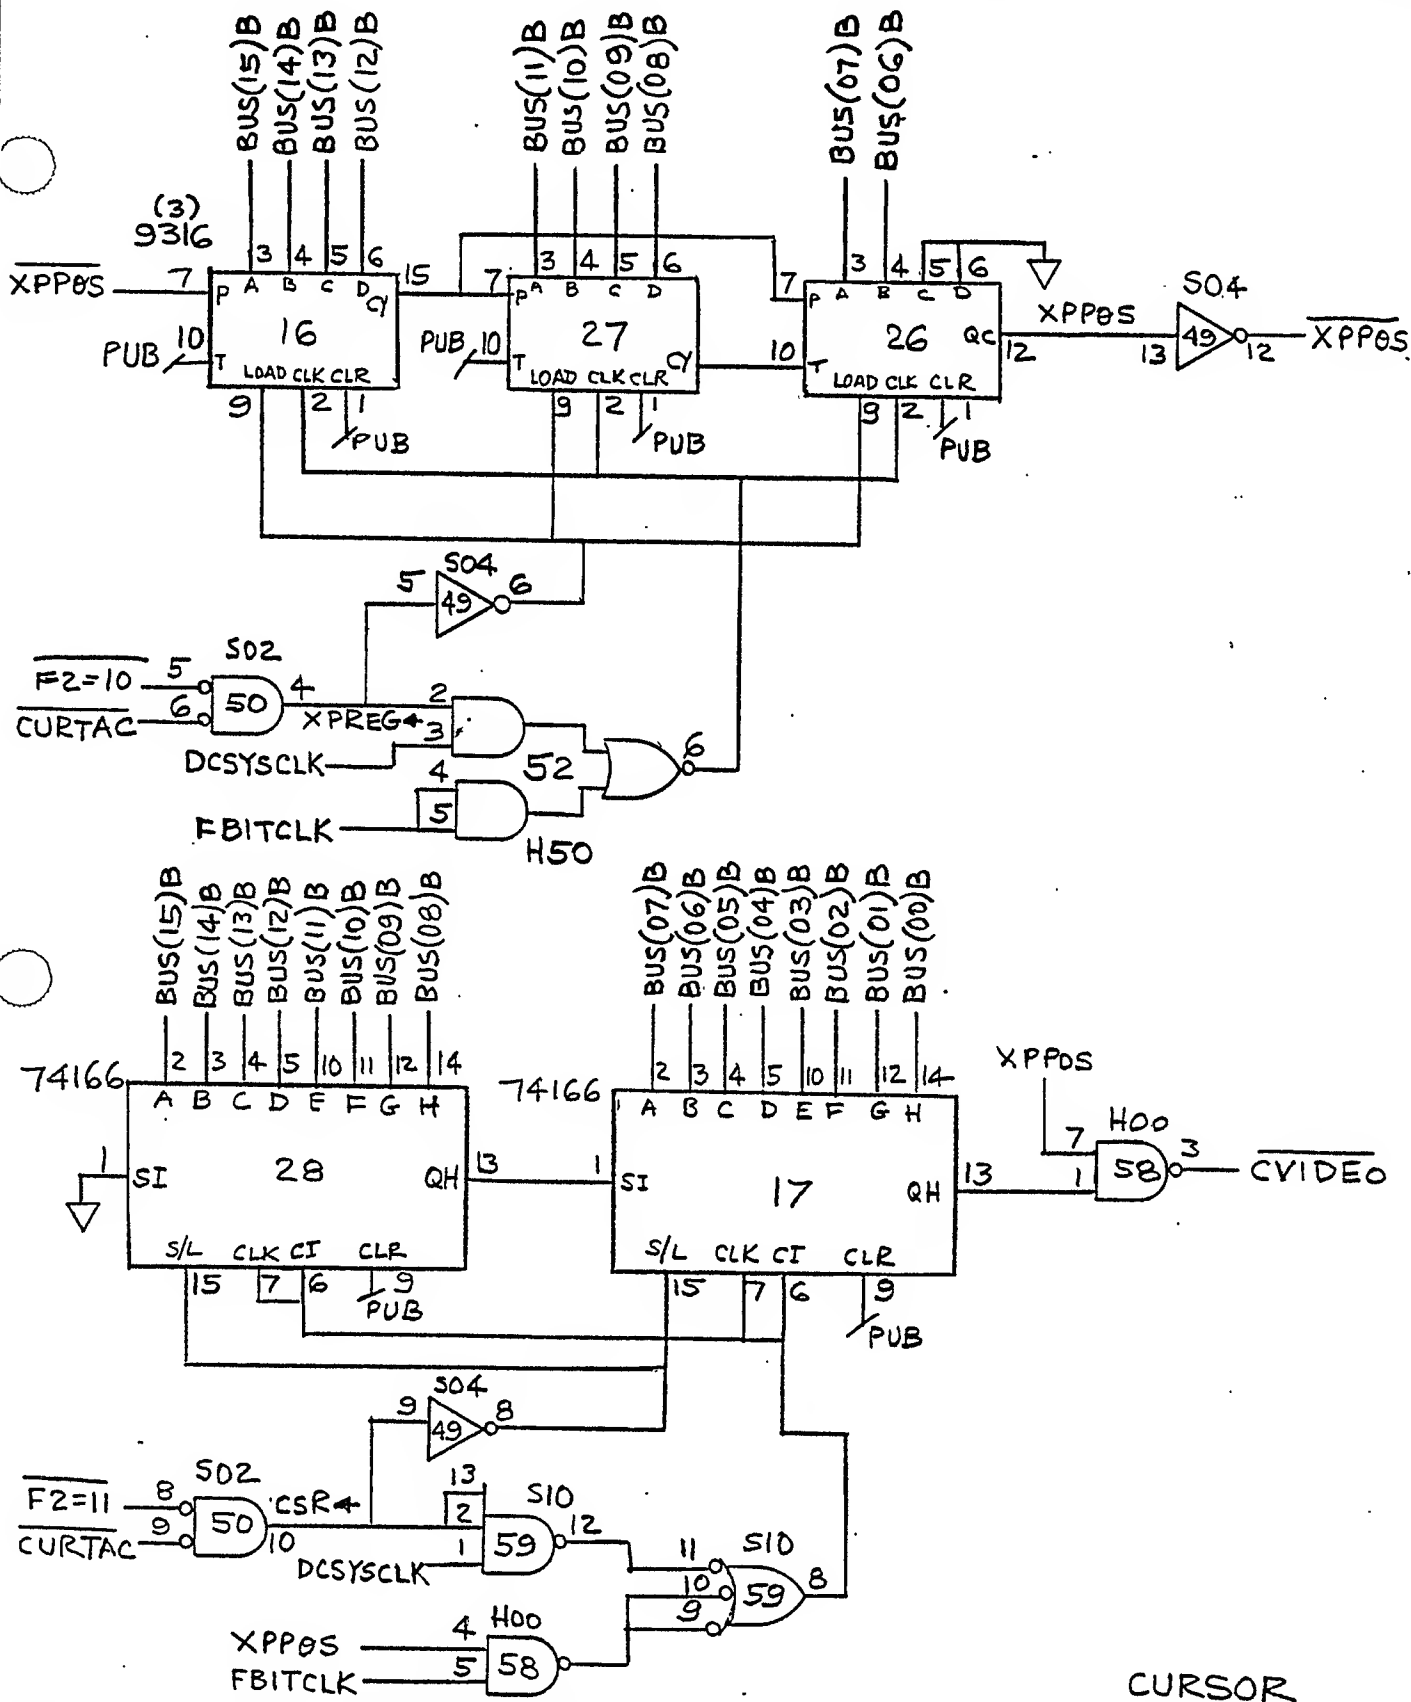 BUS(15)B BUS(14)B BUS(13)B BUS(12)B BUS(11)B BUS(10)B BUS(09)B BUS(08)B BUS(07)B BUS(06)B
(3)
9316
3 4 5 6 3 4 5 6 3 4 5 6
XPPOS 7 P A B C D CY 15 7 P A B C D 7 P A B C D
16 27 26 QC 12 XPPOS 13 S04 49 12 XPPOS
PUB 10 T PUB 10 T CY 10 T
LOAD CLK CLR LOAD CLK CLR LOAD CLK CLR
9 2 1 9 2 1 9 2 1
PUB PUB PUB
S04
5 49 6
S02
F2=10 5
50 4
CURTAC 6
XPREG← 2
3
DCSYSCLK
52 6
4
5
FBITCLK
H50
BUS(15)B BUS(14)B BUS(13)B BUS(12)B BUS(11)B BUS(10)B BUS(09)B BUS(08)B BUS(07)B BUS(06)B BUS(05)B BUS(04)B BUS(03)B BUS(02)B BUS(01)B BUS(00)B
2 3 4 5 10 11 12 14 2 3 4 5 10 11 12 14
74166 74166
A B C D E F G H A B C D E F G H
XPPOS
7 H00
1 SI 28 QH 13 1 SI 17 QH 13 1 58 3 CVIDEO
S/L CLK CI CLR S/L CLK CI CLR
15 7 6 9 15 7 6 9
PUB PUB
S04
9 49 8
S02
F2=11 8
50 10
CURTAC 9
CSR←
13
2
1
DCSYSCLK
S10
59 12
11
10
9
S10
59 8
H00
XPPOS 4
58
FBITCLK 5
CURSOR